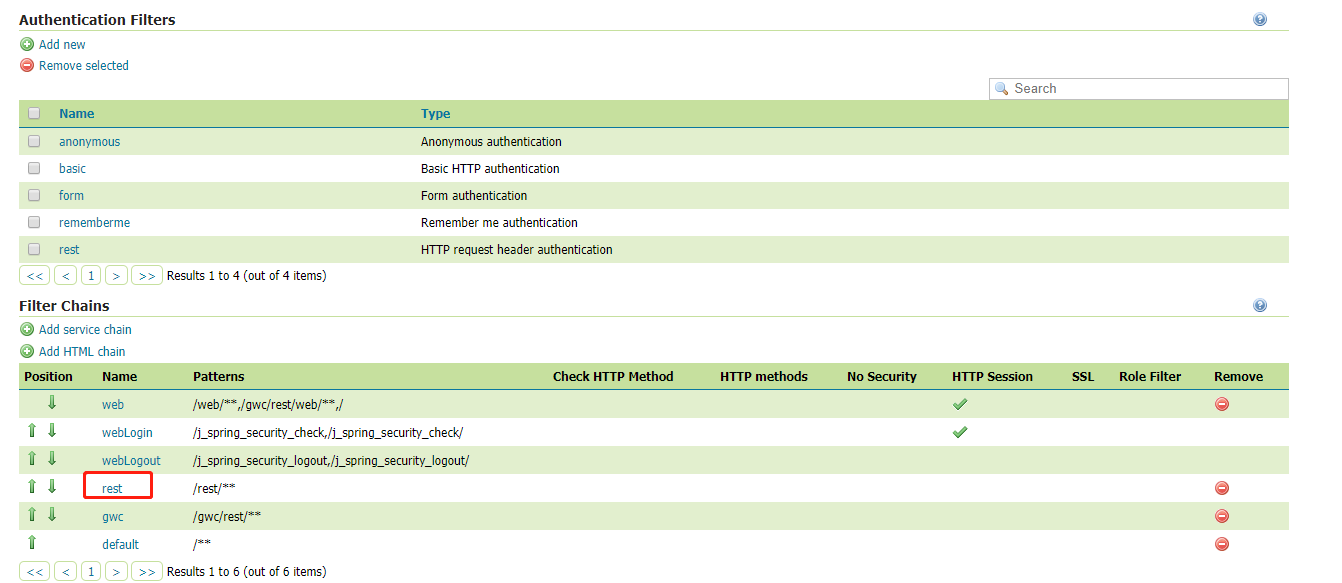 Authentication Filters
Add new
Remove selected
Search
Name Type
anonymous Anonymous authentication
basic Basic HTTP authentication
form Form authentication
rememberme Remember me authentication
rest HTTP request header authentication
<< < 1 > >> Results 1 to 4 (out of 4 items)
Filter Chains
Add service chain
Add HTML chain
Position Name Patterns Check HTTP Method HTTP methods No Security HTTP Session SSL Role Filter Remove
web /web/**,/gwc/rest/web/**,/
webLogin /j_spring_security_check,/j_spring_security_check/
webLogout /j_spring_security_logout,/j_spring_security_logout/
rest /rest/**
gwc /gwc/rest/**
default /**
<< < 1 > >> Results 1 to 6 (out of 6 items)